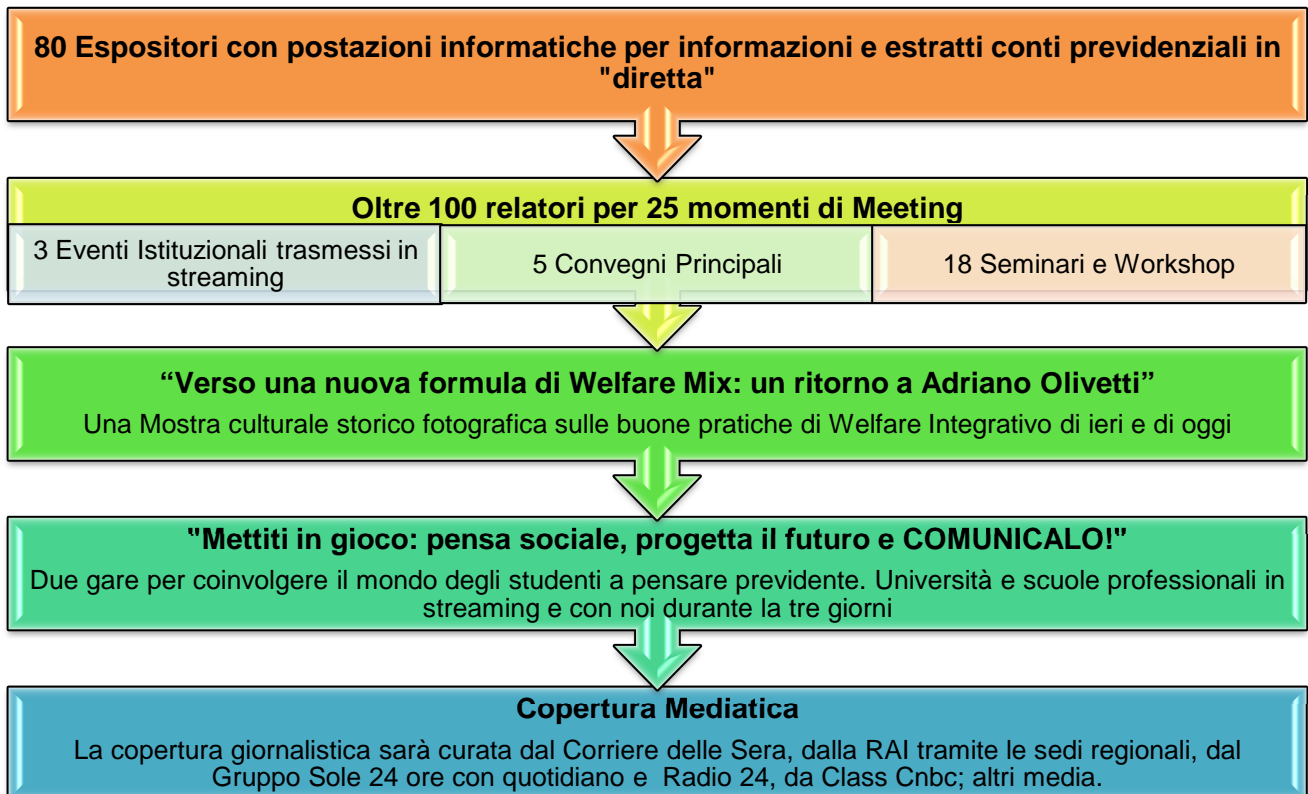 80 Espositori con postazioni informatiche per informazioni e estratti conti previdenziali in
"diretta"
Oltre 100 relatori per 25 momenti di Meeting
3 Eventi Istituzionali trasmessi in
streaming
5 Convegni Principali
18 Seminari e Workshop
“Verso una nuova formula di Welfare Mix: un ritorno a Adriano Olivetti”
Una Mostra culturale storico fotografica sulle buone pratiche di Welfare Integrativo di ieri e di oggi
"Mettiti in gioco: pensa sociale, progetta il futuro e COMUNICALO!"
Due gare per coinvolgere il mondo degli studenti a pensare previdente. Università e scuole professionali in
streaming e con noi durante la tre giorni
Copertura Mediatica
La copertura giornalistica sarà curata dal Corriere delle Sera, dalla RAI tramite le sedi regionali, dal
Gruppo Sole 24 ore con quotidiano e Radio 24, da Class Cnbc; altri media.